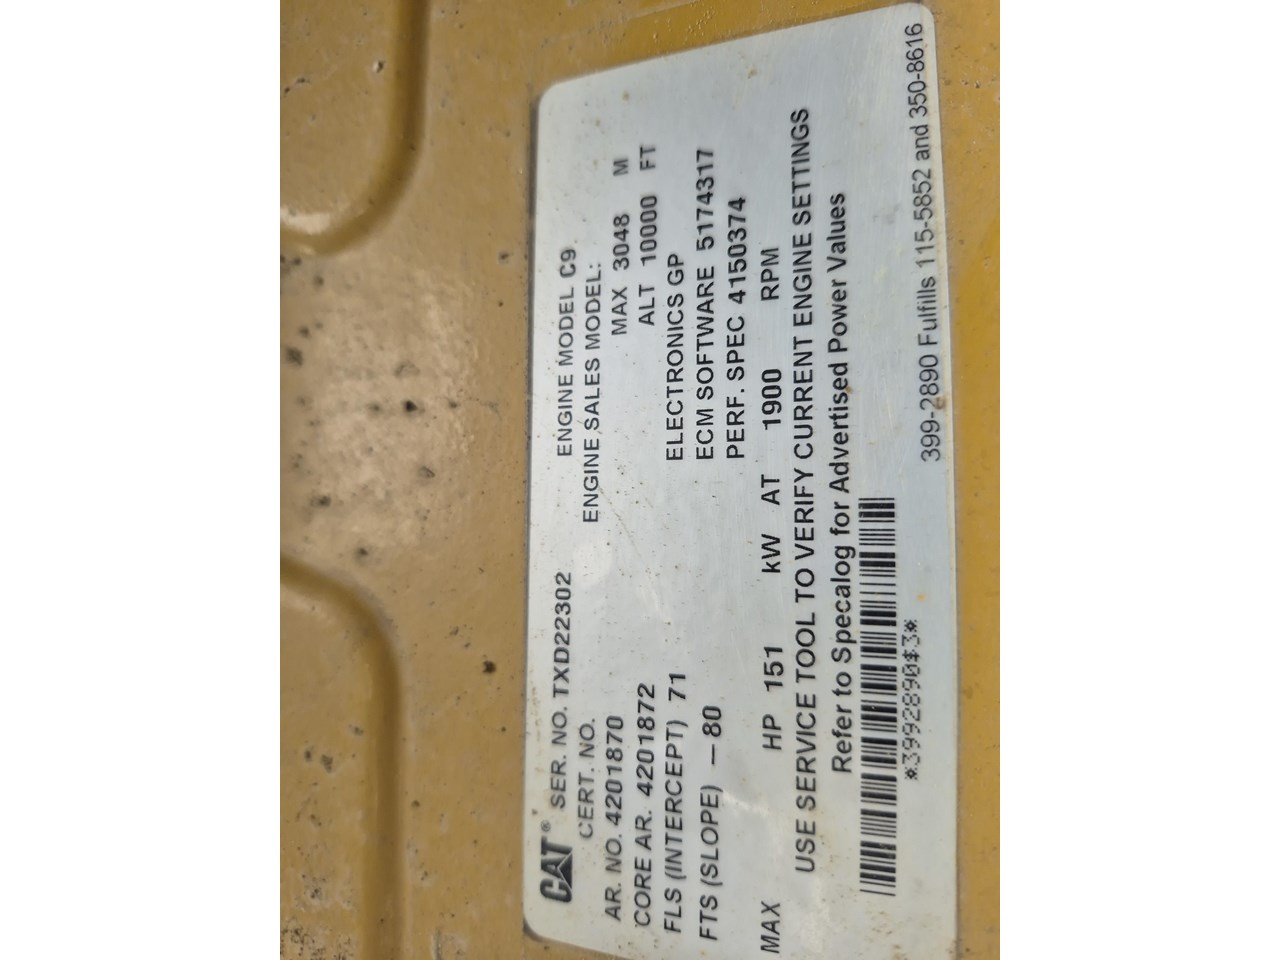 CAT® SER. NO. TXD22302 ENGINE MODEL C9
CERT. NO. ENGINE SALES MODEL:
AR. NO. 4201870 MAX 3048 M
CORE AR. 4201872 ALT 10000 FT
FLS (INTERCEPT) 71 ELECTRONICS GP
FTS (SLOPE) -80 ECM SOFTWARE 5174317
PERF. SPEC 4150374
MAX HP 151 kW AT 1900 RPM
USE SERVICE TOOL TO VERIFY CURRENT ENGINE SETTINGS
Refer to Specalog for Advertised Power Values
*3992890$3*
399-2890 Fulfills 115-5852 and 350-8616